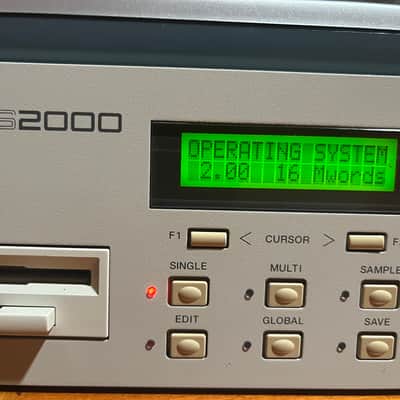 S2000
OPERATING SYSTEM
2.00 16 Mwords
F1 < CURSOR > F
SINGLE MULTI SAMPLE
EDIT GLOBAL SAVE